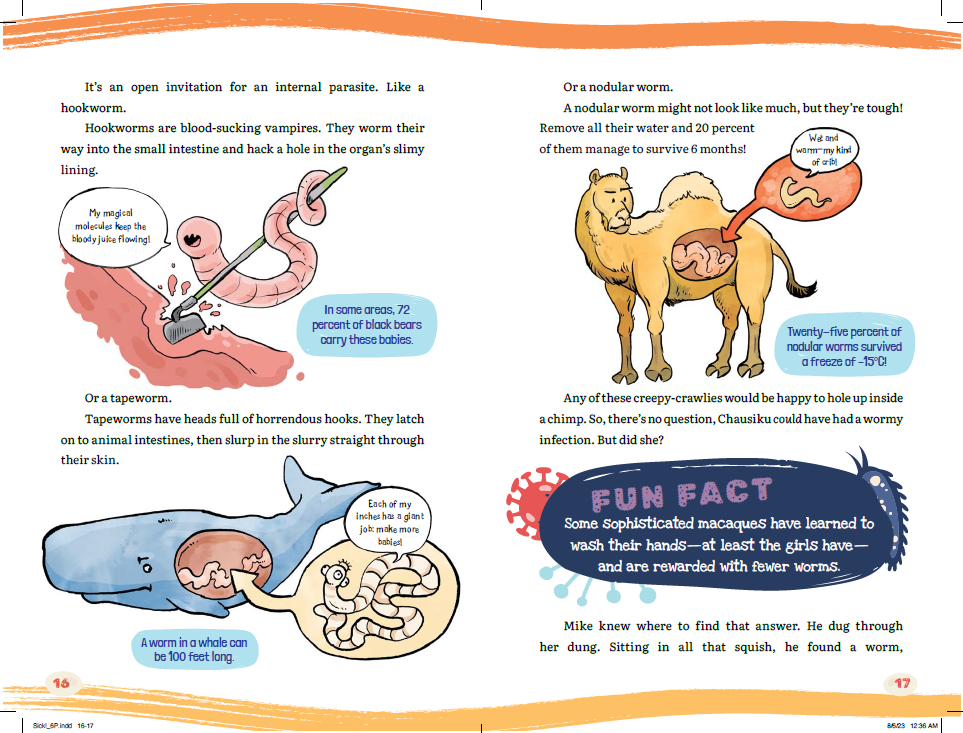 It's an open invitation for an internal parasite. Like a
hookworm.
Hookworms are blood-sucking vampires. They worm their
way into the small intestine and hack a hole in the organ's slimy
lining.
My magical
molecules keep the
bloody juice flowing!
In some areas, 72
percent of black bears
carry these babies.
Or a tapeworm.
Tapeworms have heads full of horrendous hooks. They latch
on to animal intestines, then slurp in the slurry straight through
their skin.
Each of my
inches has a giant
job: make more
babies!
A worm in a whale can
be 100 feet long.
16
Or a nodular worm.
A nodular worm might not look like much, but they're tough!
Remove all their water and 20 percent
of them manage to survive 6 months!
Wet and
warm—my kind
of crib!
Twenty-five percent of
nodular worms survived
a freeze of -15°C!
Any of these creepy-crawlies would be happy to hole up inside
a chimp. So, there's no question, Chausiku could have had a wormy
infection. But did she?
FUN FACT
Some sophisticated macaques have learned to
wash their hands—at least the girls have—
and are rewarded with fewer worms.
Mike knew where to find that answer. He dug through
her dung. Sitting in all that squish, he found a worm,
17
Sick!_6P.indd 16-17
8/5/23 12:36 AM